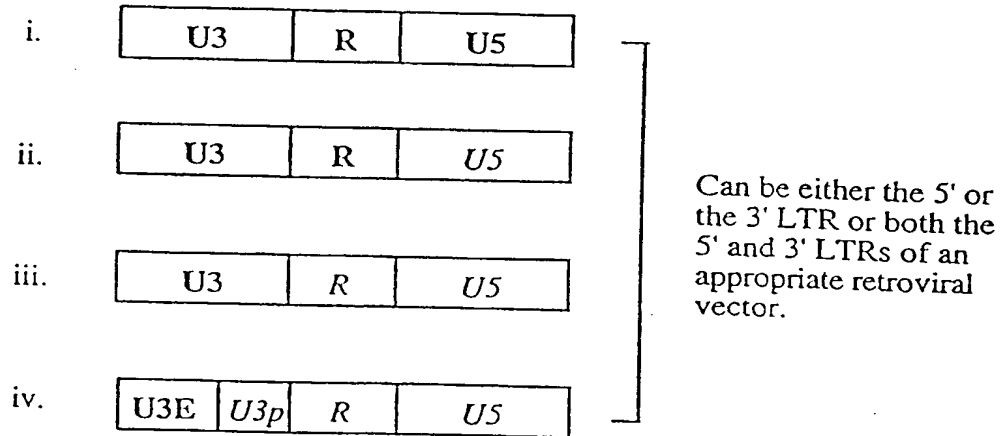 i. U3 R U5
ii. U3 R U5
iii. U3 R U5
iv. U3E U3p R U5
Can be either the 5' or
the 3' LTR or both the
5' and 3' LTRs of an
appropriate retroviral
vector.